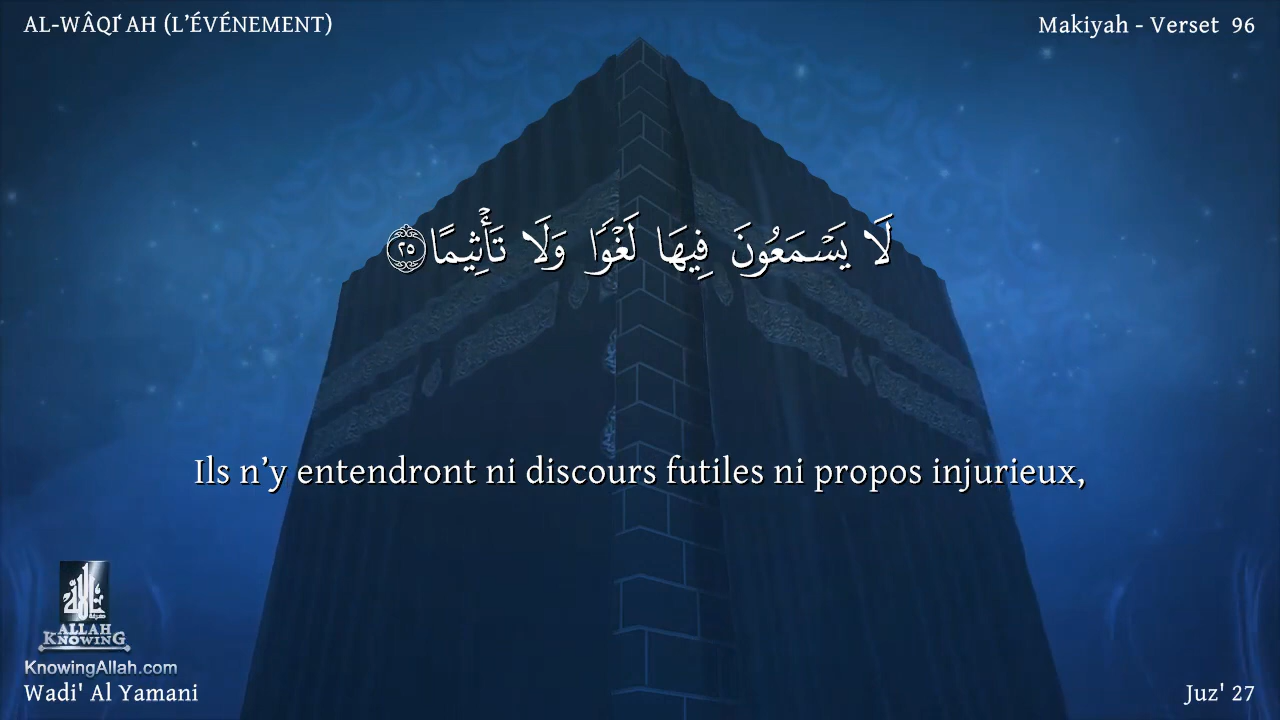 AL-WÂQI‘AH (L’ÉVÉNEMENT)
Makiyah - Verset 96
لَا يَسْمَعُونَ فِيهَا لَغْوًا وَلَا تَأْثِيمًا ٢٥
Ils n’y entendront ni discours futiles ni propos injurieux,
ALLAH
KNOWING
KnowingAllah.com
Wadi' Al Yamani
Juz' 27